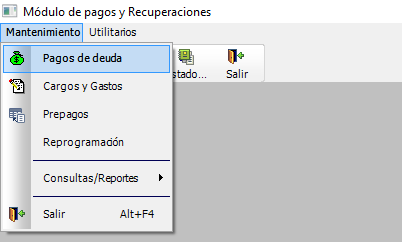 Módulo de pagos y Recuperaciones
Mantenimiento Utilitarios
Pagos de deuda
stado... Salir
Cargos y Gastos
Prepagos
Reprogramación
Consultas/Reportes
Salir Alt+F4